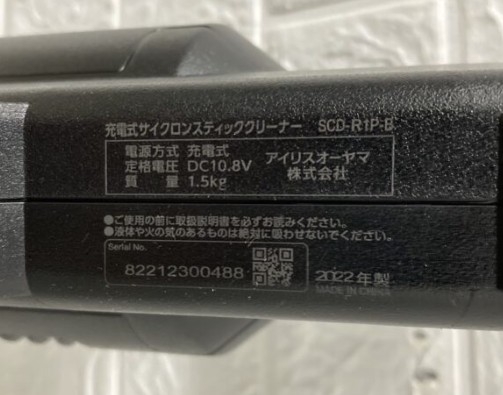 充電式サイクロンスティッククリーナー SCD-R1P-B
電源方式 充電式 アイリスオーヤマ
定格電圧 DC10.8V 株式会社
質 量 1.5kg
●ご使用の前に取扱説明書を必ずお読みください。
●液体や火の気のあるものは絶対に吸わせないでください。
Serial No.
82212300488
2022年製
MADE IN CHINA